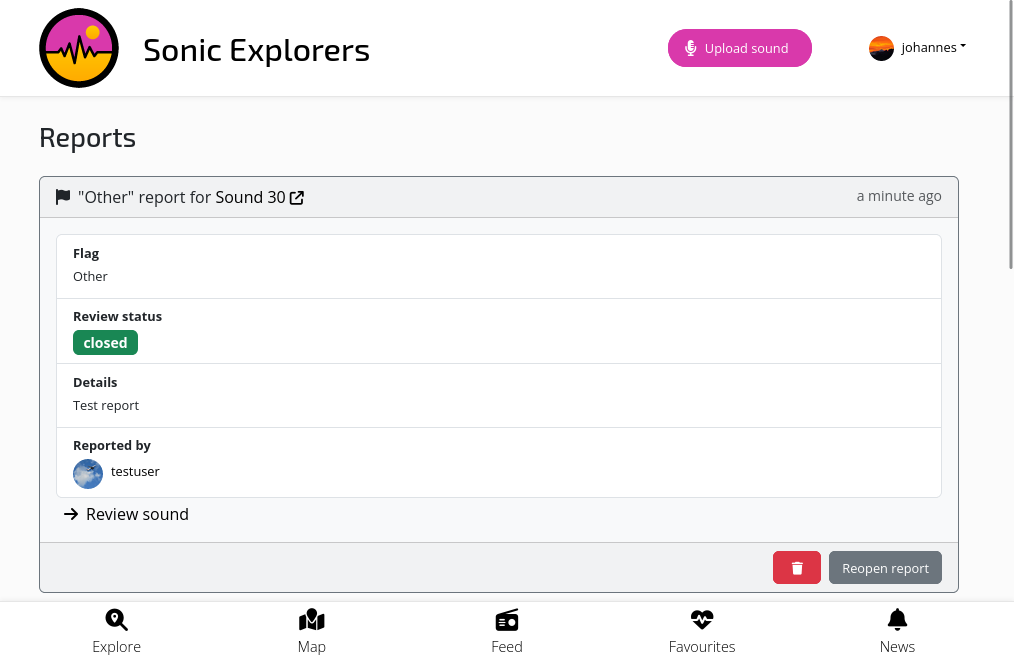 Sonic Explorers
Upload sound
johannes
Reports
"Other" report for Sound 30
a minute ago
Flag
Other
Review status
closed
Details
Test report
Reported by
testuser
Review sound
Reopen report
Explore
Map
Feed
Favourites
News